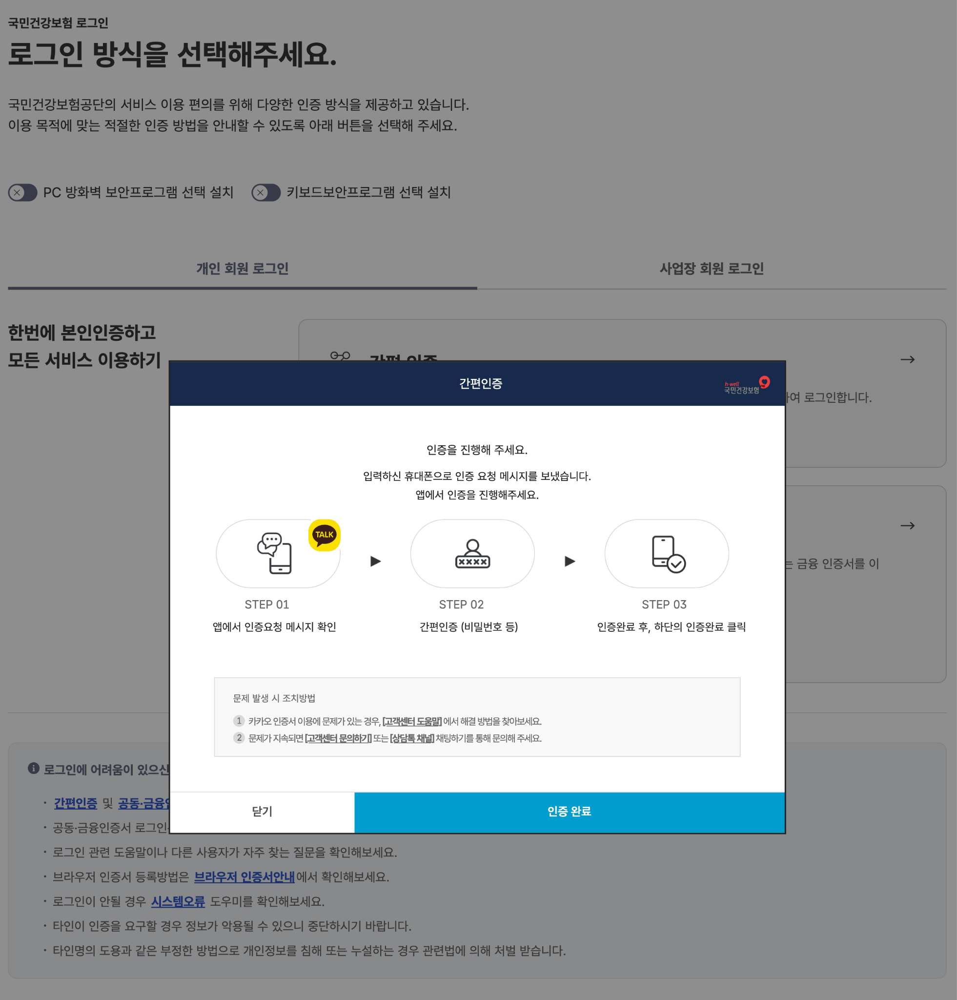 국민건강보험 로그인
로그인 방식을 선택해주세요.
국민건강보험공단의 서비스 이용 편의를 위해 다양한 인증 방식을 제공하고 있습니다.
이용 목적에 맞는 적절한 인증 방법을 안내할 수 있도록 아래 버튼을 선택해 주세요.
PC 방화벽 보안프로그램 선택 설치
키보드보안프로그램 선택 설치
개인 회원 로그인
사업장 회원 로그인
한번에 본인인증하고
모든 서비스 이용하기
간편 인증
하여 로그인합니다.
는 금융 인증서를 이
간편인증
h·well
국민건강보험
인증을 진행해 주세요.
입력하신 휴대폰으로 인증 요청 메시지를 보냈습니다.
앱에서 인증을 진행해주세요.
TALK
STEP 01
앱에서 인증요청 메시지 확인
STEP 02
간편인증 (비밀번호 등)
STEP 03
인증완료 후, 하단의 인증완료 클릭
문제 발생 시 조치방법
1 카카오 인증서 이용에 문제가 있는 경우, [고객센터 도움말] 에서 해결 방법을 찾아보세요.
2 문제가 지속되면 [고객센터 문의하기] 또는 [상담톡 채널] 채팅하기를 통해 문의해 주세요.
닫기
인증 완료
로그인에 어려움이 있으신
· 간편인증 및 공동·금융인
· 공동·금융인증서 로그인
· 로그인 관련 도움말이나 다른 사용자가 자주 찾는 질문을 확인해보세요.
· 브라우저 인증서 등록방법은 브라우저 인증서안내에서 확인해보세요.
· 로그인이 안될 경우 시스템오류 도우미를 확인해보세요.
· 타인이 인증을 요구할 경우 정보가 악용될 수 있으니 중단하시기 바랍니다.
· 타인명의 도용과 같은 부정한 방법으로 개인정보를 침해 또는 누설하는 경우 관련법에 의해 처벌 받습니다.